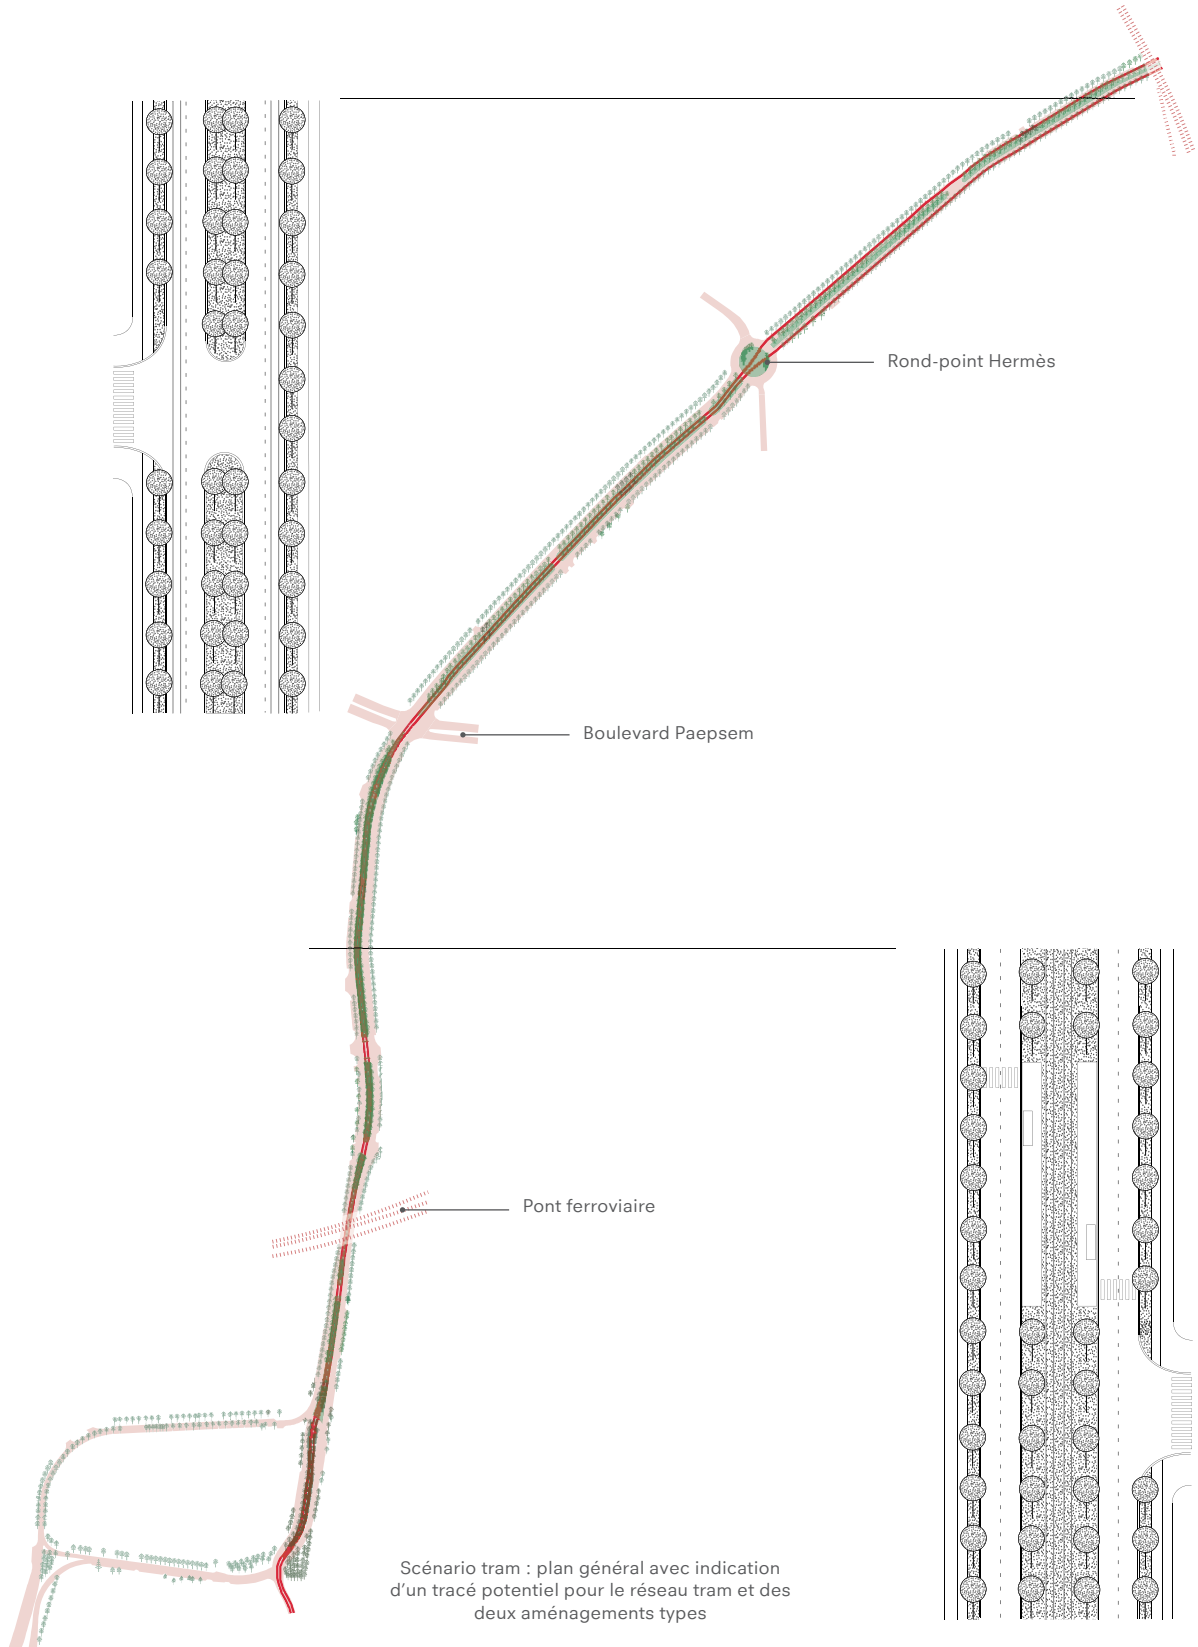 Rond-point Hermès
Boulevard Paepsem
Pont ferroviaire
Scénario tram : plan général avec indication
d’un tracé potentiel pour le réseau tram et des
deux aménagements types